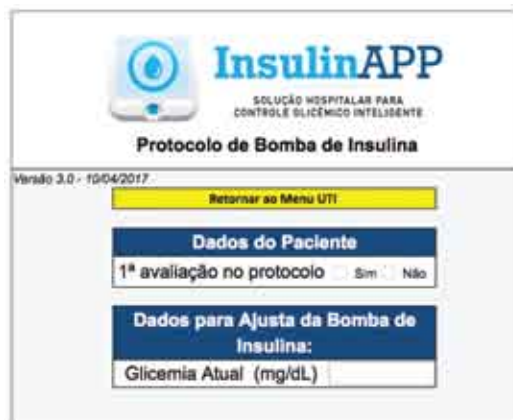 InsulinAPP
SOLUÇÃO HOSPITALAR PARA
CONTROLE GLICÊMICO INTELIGENTE
Protocolo de Bomba de Insulina
Versão 3.0 - 10/04/2017
Retornar ao Menu UTI
Dados do Paciente
1ª avaliação no protocolo Sim Não
Dados para Ajusta da Bomba de
Insulina:
Glicemia Atual (mg/dL)